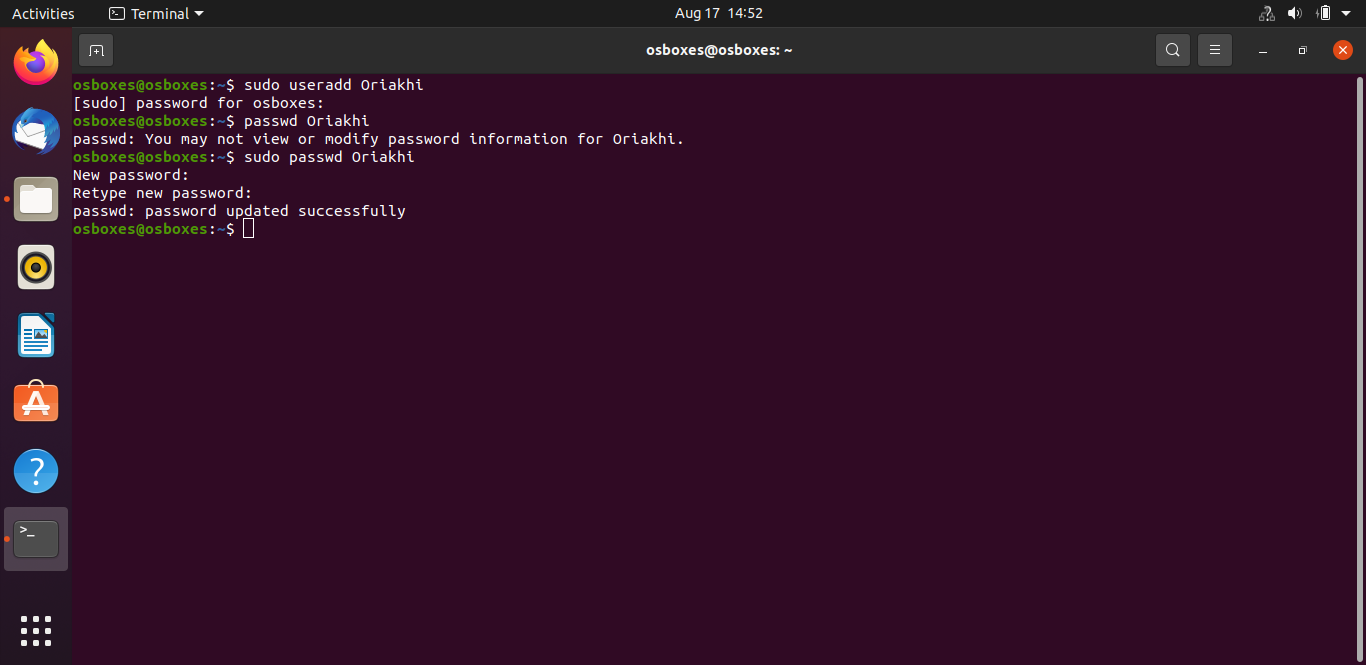 Activities
Terminal
Aug 17 14:52
osboxes@osboxes: ~
osboxes@osboxes:~$ sudo useradd Oriakhi
[sudo] password for osboxes:
osboxes@osboxes:~$ passwd Oriakhi
passwd: You may not view or modify password information for Oriakhi.
osboxes@osboxes:~$ sudo passwd Oriakhi
New password:
Retype new password:
passwd: password updated successfully
osboxes@osboxes:~$